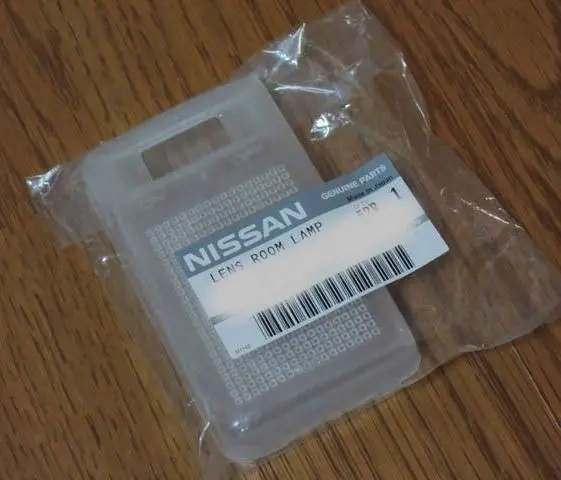 NISSAN
GENUINE PARTS
Made in Japan
LENS ROOM LAMP
1